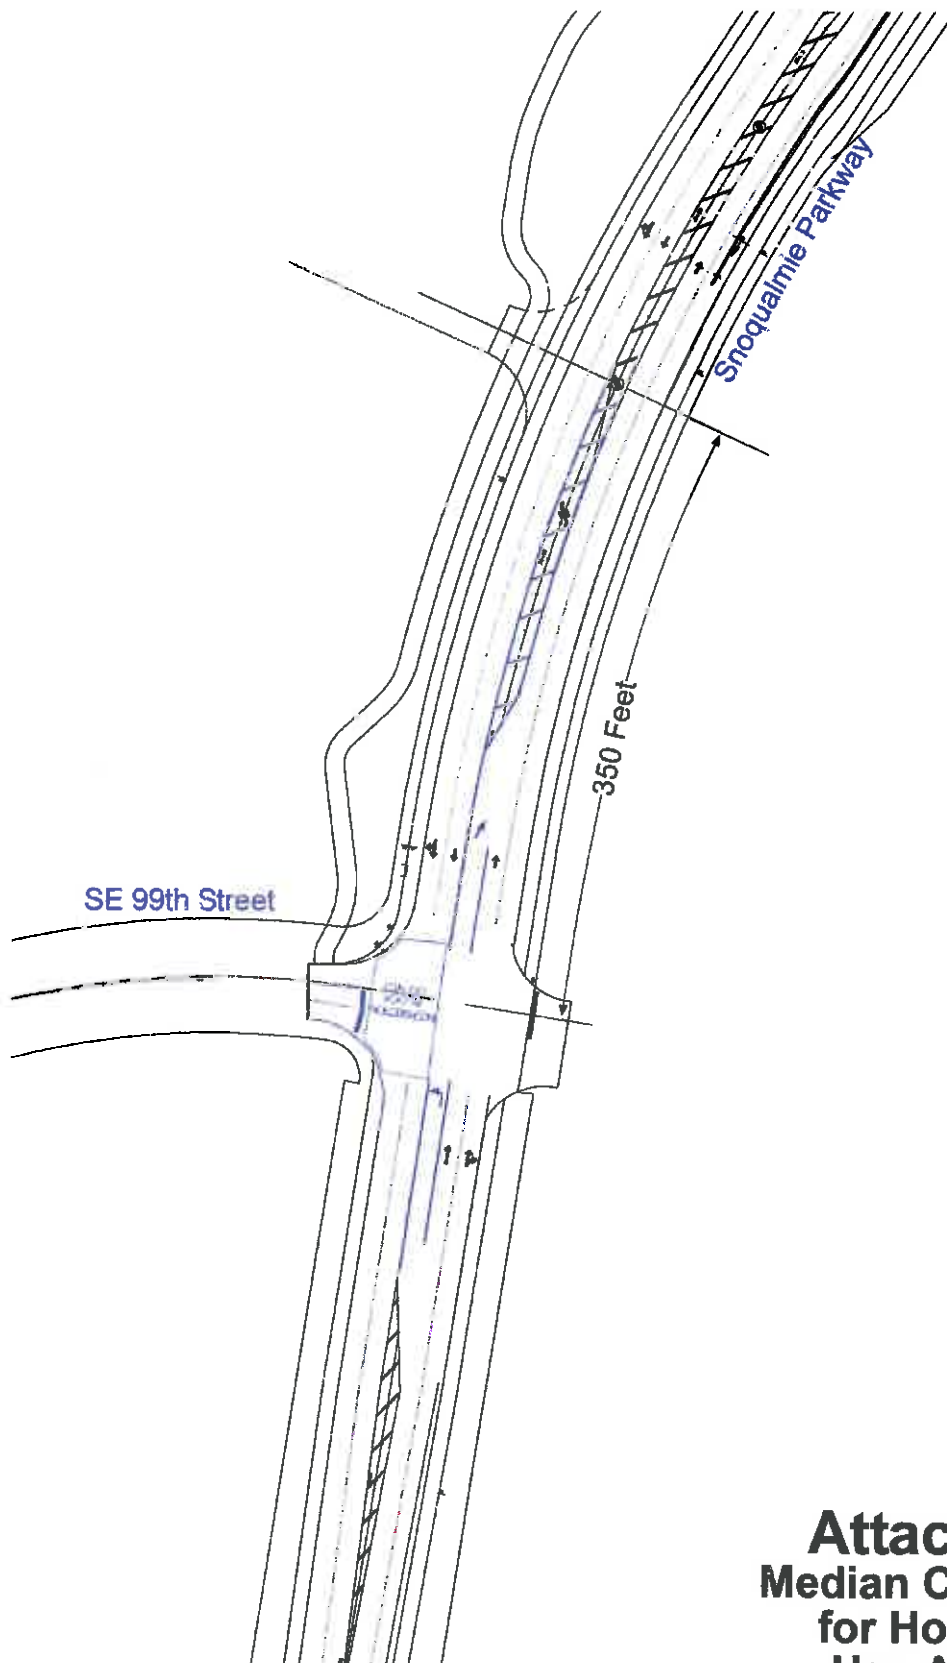 Snoqualmie Parkway
350 Feet
SE 99th Street
Attac
Median C
for Ho